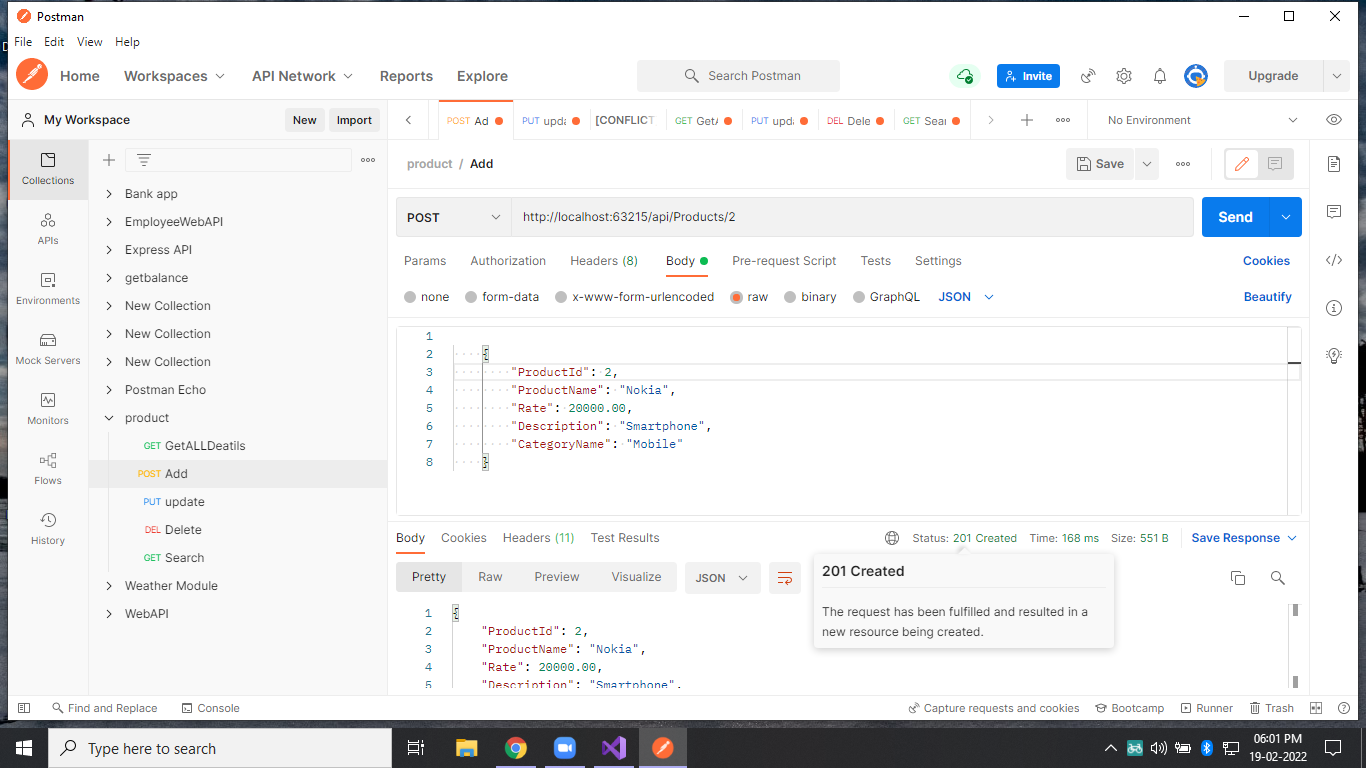 Postman
File Edit View Help
Home Workspaces API Network Reports Explore Search Postman Invite Upgrade
My Workspace New Import
POST Ad PUT upda [CONFLICT GET GetA PUT upda DEL Dele GET Sear No Environment
product / Add Save
Collections
APIs
Environments
Mock Servers
Monitors
Flows
History
Bank app
EmployeeWebAPI
Express API
getbalance
New Collection
New Collection
New Collection
Postman Echo
product
GET GetALLDeatils
POST Add
PUT update
DEL Delete
GET Search
Weather Module
WebAPI
POST http://localhost:63215/api/Products/2 Send
Params Authorization Headers (8) Body Pre-request Script Tests Settings Cookies
none form-data x-www-form-urlencoded raw binary GraphQL JSON Beautify
1
2 {
3 "ProductId": 2,
4 "ProductName": "Nokia",
5 "Rate": 20000.00,
6 "Description": "Smartphone",
7 "CategoryName": "Mobile"
8 }
Body Cookies Headers (11) Test Results Status: 201 Created Time: 168 ms Size: 551 B Save Response
Pretty Raw Preview Visualize JSON
201 Created
The request has been fulfilled and resulted in a
new resource being created.
1 {
2 "ProductId": 2,
3 "ProductName": "Nokia",
4 "Rate": 20000.00,
5 "Description": "Smartphone",
Find and Replace Console Capture requests and cookies Bootcamp Runner Trash
Type here to search
06:01 PM
19-02-2022